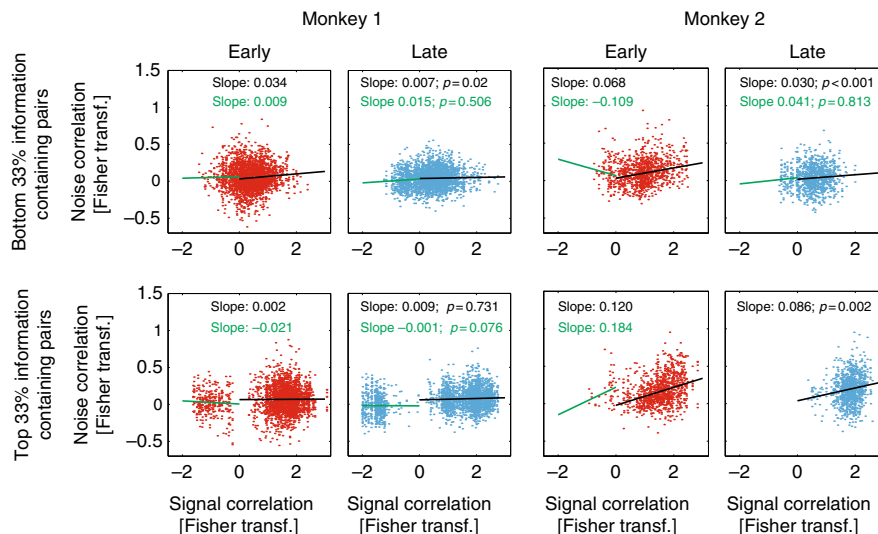 Monkey 1
Monkey 2
Early
Late
Early
Late
Bottom 33% information
containing pairs
Noise correlation
[Fisher transf.]
1.5
1
0.5
0
−0.5
Slope: 0.034
Slope: 0.009
Slope: 0.007; p=0.02
Slope 0.015; p=0.506
Slope: 0.068
Slope: −0.109
Slope: 0.030; p<0.001
Slope 0.041; p=0.813
−2 0 2
−2 0 2
−2 0 2
−2 0 2
Top 33% information
containing pairs
Noise correlation
[Fisher transf.]
1.5
1
0.5
0
−0.5
Slope: 0.002
Slope: −0.021
Slope: 0.009; p=0.731
Slope −0.001; p=0.076
Slope: 0.120
Slope: 0.184
Slope: 0.086; p=0.002
−2 0 2
−2 0 2
−2 0 2
−2 0 2
Signal correlation
[Fisher transf.]
Signal correlation
[Fisher transf.]
Signal correlation
[Fisher transf.]
Signal correlation
[Fisher transf.]